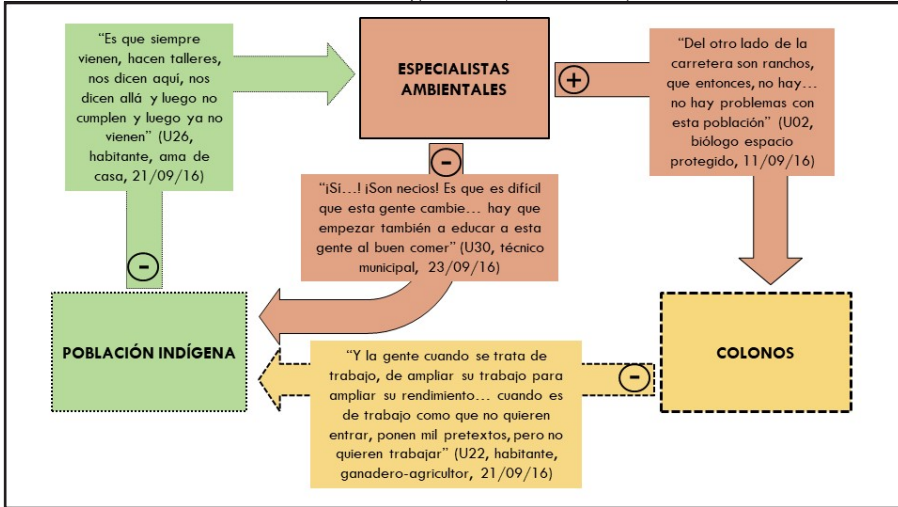 “Es que siempre
vienen, hacen talleres,
nos dicen aquí, nos
dicen allá y luego no
cumplen y luego ya no
vienen” (U26,
habitante, ama de
casa, 21/09/16)
ESPECIALISTAS
AMBIENTALES
+
“Del otro lado de la
carretera son ranchos,
que entonces, no hay…
no hay problemas con
esta población” (U02,
biólogo espacio
protegido, 11/09/16)
-
“¡Sí…! ¡Son necios! Es que es difícil
que esta gente cambie… hay que
empezar también a educar a esta
gente al buen comer” (U30, técnico
municipal, 23/09/16)
-
POBLACIÓN INDÍGENA
COLONOS
-
“Y la gente cuando se trata de
trabajo, de ampliar su trabajo para
ampliar su rendimiento… cuando es
de trabajo como que no quieren
entrar, ponen mil pretextos, pero no
quieren trabajar” (U22, habitante,
ganadero-agricultor, 21/09/16)